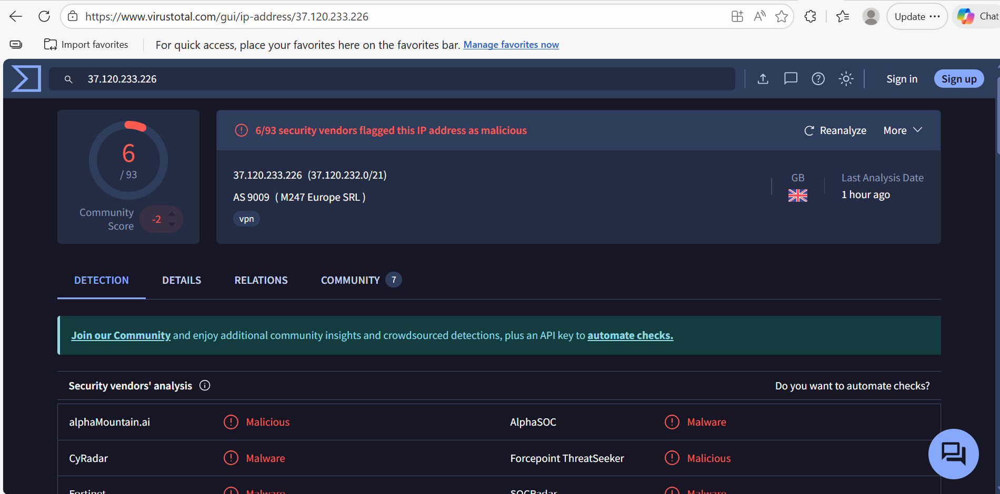 https://www.virustotal.com/gui/ip-address/37.120.233.226
Update
Chat
Import favorites
For quick access, place your favorites here on the favorites bar. Manage favorites now
37.120.233.226
Sign in
Sign up
6
/ 93
Community
Score
-2
6/93 security vendors flagged this IP address as malicious
Reanalyze
More
37.120.233.226 (37.120.232.0/21)
AS 9009 ( M247 Europe SRL )
vpn
GB
Last Analysis Date
1 hour ago
DETECTION
DETAILS
RELATIONS
COMMUNITY 7
Join our Community and enjoy additional community insights and crowdsourced detections, plus an API key to automate checks.
Security vendors' analysis
Do you want to automate checks?
alphaMountain.ai
Malicious
AlphaSOC
Malware
CyRadar
Malware
Forcepoint ThreatSeeker
Malicious
Fortinet
Malware
SOCRadar
Malware